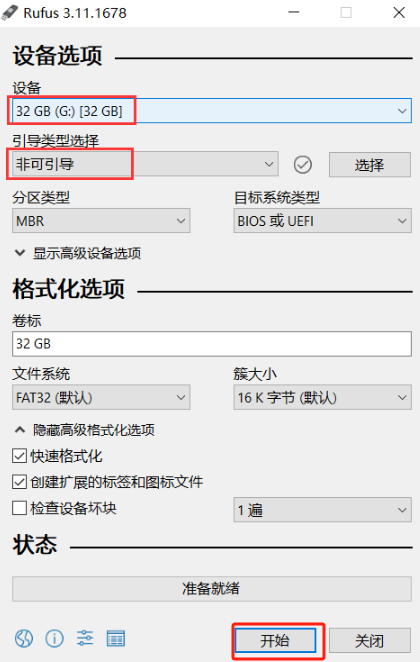 Rufus 3.11.1678
设备选项
设备
32 GB (G:) [32 GB]
引导类型选择
非可引导
选择
分区类型
目标系统类型
MBR
BIOS 或 UEFI
显示高级设备选项
格式化选项
卷标
32 GB
文件系统
簇大小
FAT32 (默认)
16 K 字节 (默认)
隐藏高级格式化选项
快速格式化
创建扩展的标签和图标文件
检查设备坏块
1 遍
状态
准备就绪
开始
关闭